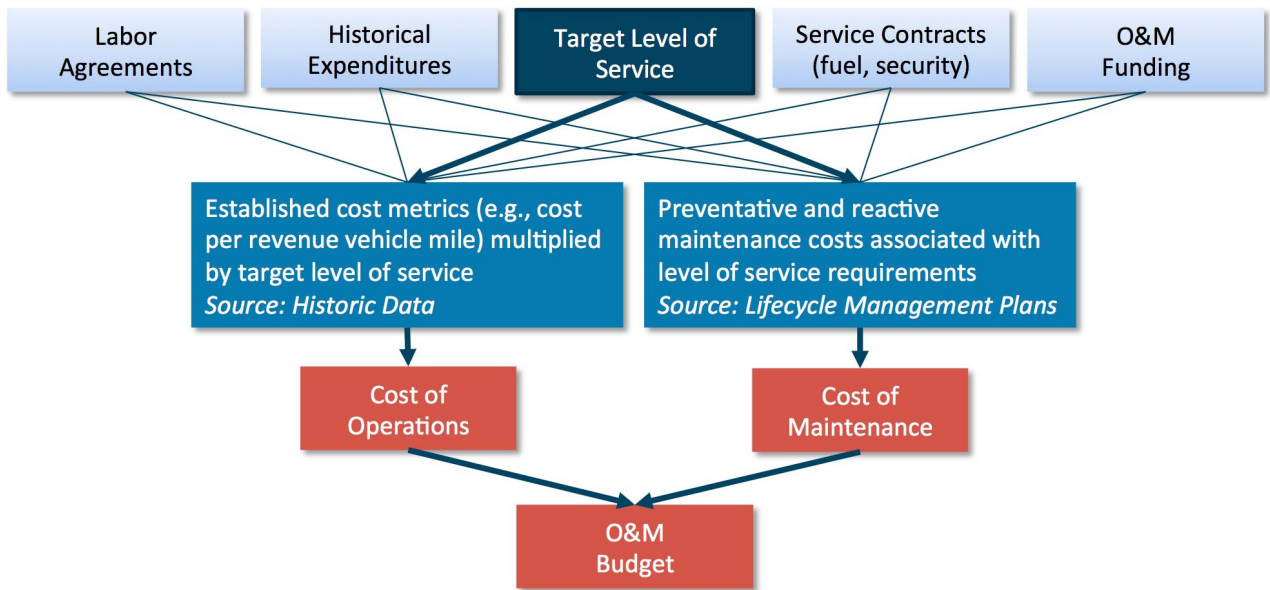 Labor
Agreements
Historical
Expenditures
Target Level of
Service
Service Contracts
(fuel, security)
O&M
Funding
Established cost metrics (e.g., cost
per revenue vehicle mile) multiplied
by target level of service
Source: Historic Data
Preventative and reactive
maintenance costs associated with
level of service requirements
Source: Lifecycle Management Plans
Cost of
Operations
Cost of
Maintenance
O&M
Budget